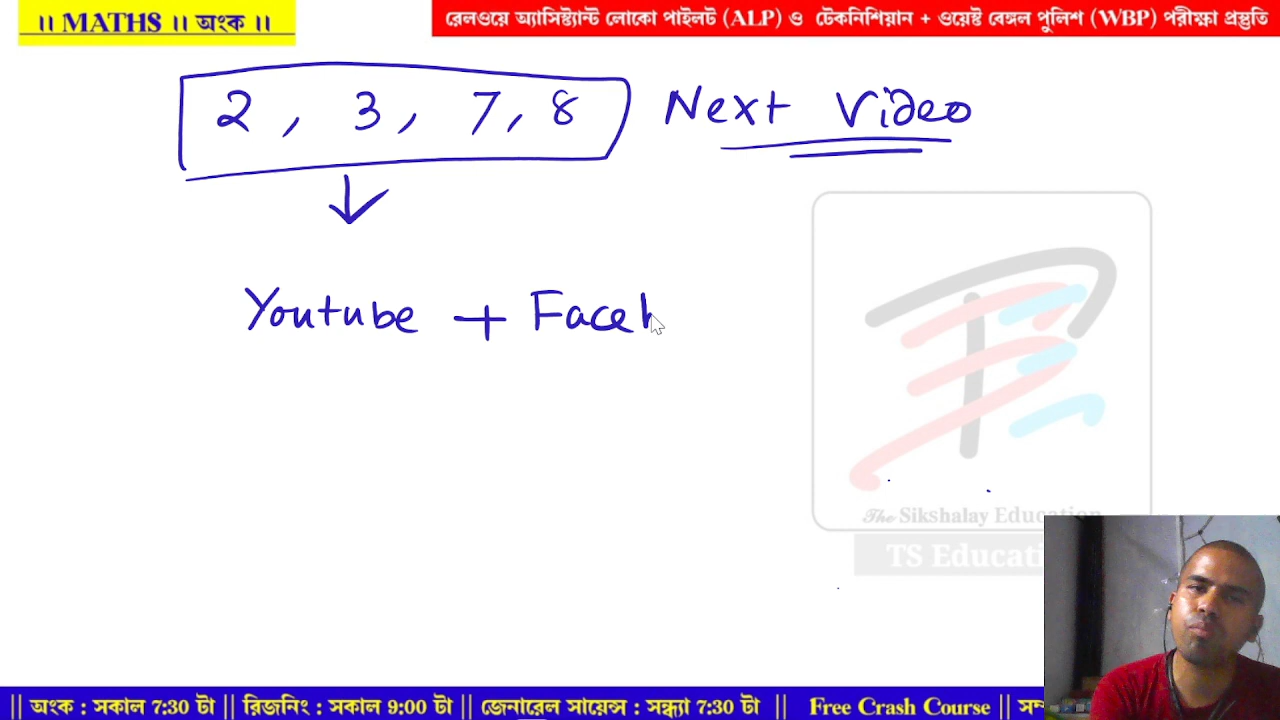 ।। MATHS ।। অংক ।।
রেলওয়ে অ্যাসিস্ট্যান্ট লোকো পাইলট (ALP) ও টেকনিশিয়ান + ওয়েস্ট বেঙ্গল পুলিশ (WBP) পরীক্ষা প্রস্তুতি
2 , 3 , 7 , 8 Next Video
Youtube + Faceb
The Sikshalay Education
TS Educati
|| অংক : সকাল 7:30 টা || রিজনিং : সকাল 9:00 টা || জেনারেল সায়েন্স : সন্ধ্যা 7:30 টা || Free Crash Course ||